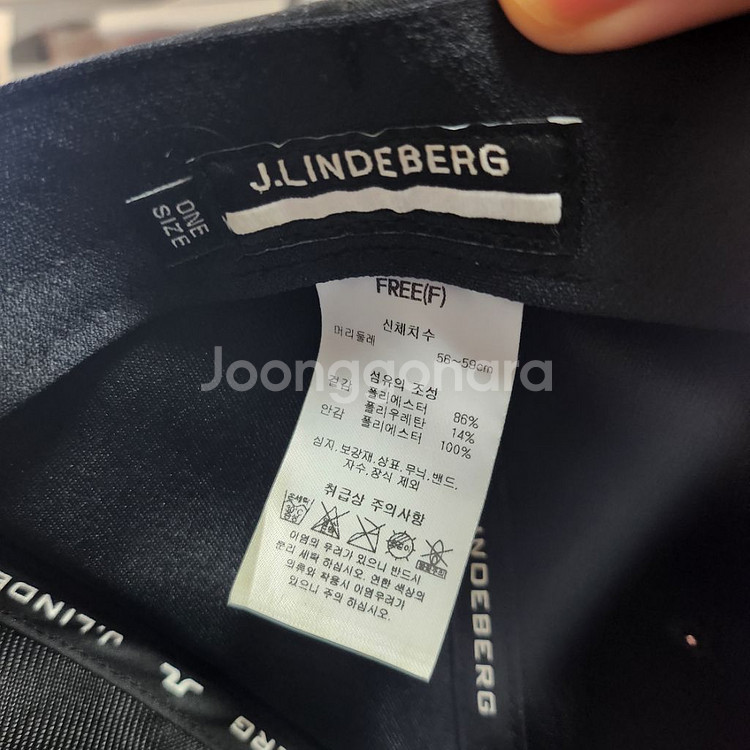 J.LINDEBERG
ONE
SIZE
FREE(F)
신체치수
머리둘레 56~59cm
섬유의 조성
겉감 폴리에스터 86%
폴리우레탄 14%
안감 폴리에스터 100%
심지,보강재,상표,무늬,밴드,
자수,장식 제외
취급상 주의사항
이염의 우려가 있으니 반드시
분리 세탁 하십시오. 연한 색상의
의류와 착용시 이염우려가
있으니 주의 하십시오.
Joongaonara
INDEBERG
J.LINDEB
ERG